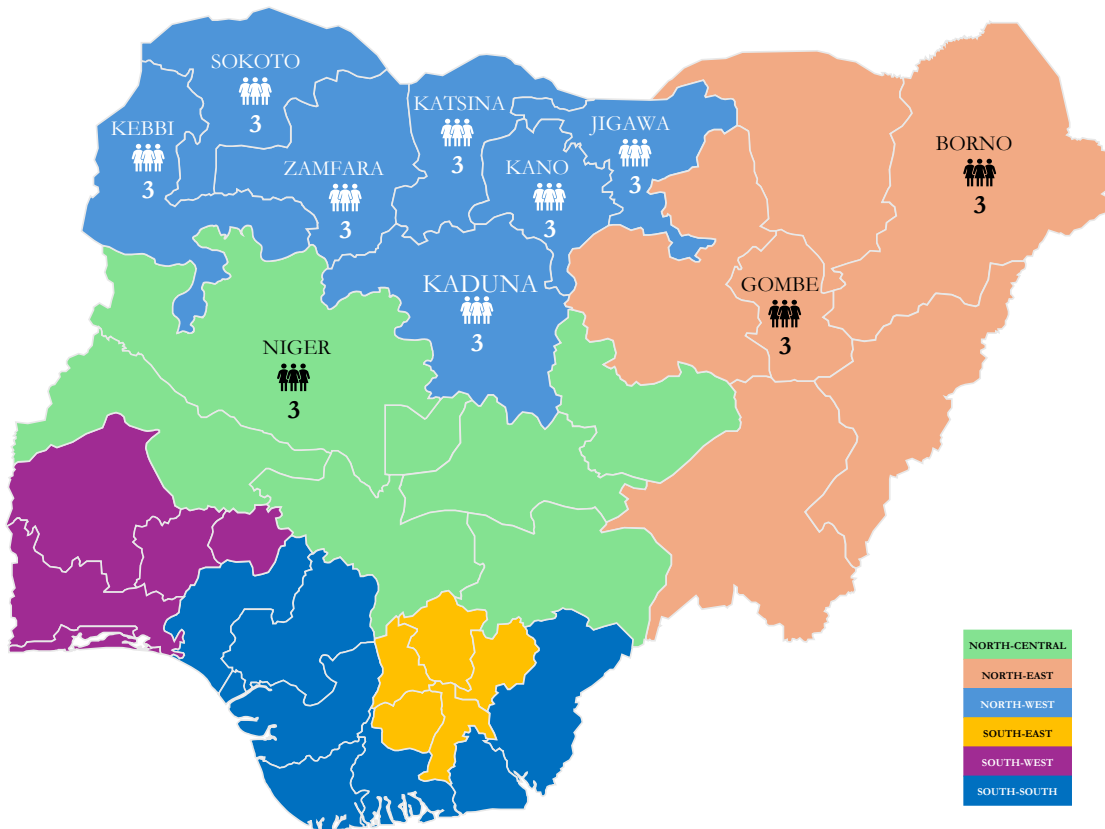 SOKOTO
3
KATSINA
3
KEBBI
3
JIGAWA
3
ZAMFARA
3
KANO
3
BORNO
3
KADUNA
3
GOMBE
3
NIGER
3
NORTH-CENTRAL
NORTH-EAST
NORTH-WEST
SOUTH-EAST
SOUTH-WEST
SOUTH-SOUTH